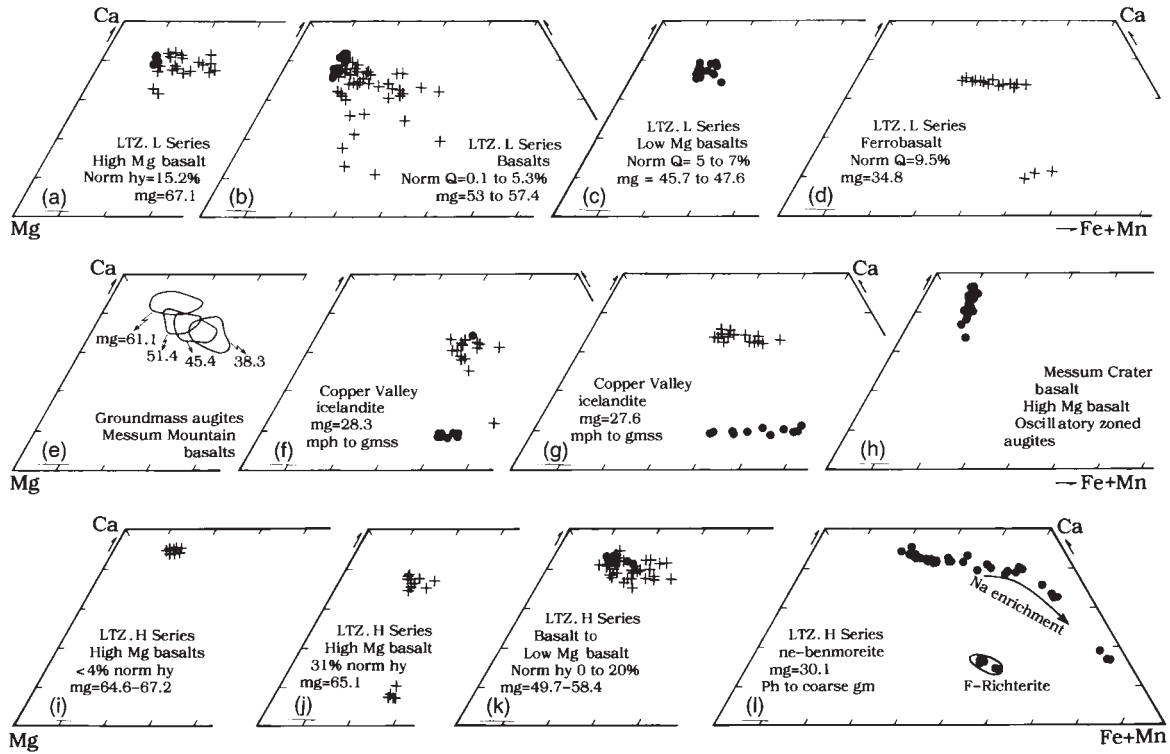 Ca
LTZ. L Series
High Mg basalt
Norm hy=15.2%
mg=67.1
(a)
Mg
LTZ. L Series
Basalts
Norm Q=0.1 to 5.3%
mg=53 to 57.4
(b)
LTZ. L Series
Low Mg basalts
Norm Q= 5 to 7%
mg = 45.7 to 47.6
(c)
Ca
LTZ. L Series
Ferrobasalt
Norm Q=9.5%
mg=34.8
(d)
→Fe+Mn
Ca
mg=61.1
51.4
45.4
38.3
Groundmass augites
Messum Mountain
basalts
(e)
Mg
Copper Valley
icelandite
mg=28.3
mph to gmss
(f)
Ca
Copper Valley
icelandite
mg=27.6
mph to gmss
(g)
Messum Crater
basalt
High Mg basalt
Oscillatory zoned
augites
(h)
→Fe+Mn
Ca
LTZ. H Series
High Mg basalts
<4% norm hy
mg=64.6–67.2
(i)
Mg
LTZ. H Series
High Mg basalt
31% norm hy
mg=65.1
(j)
LTZ. H Series
Basalt to
Low Mg basalt
Norm hy 0 to 20%
mg=49.7–58.4
(k)
Ca
Na enrichment
LTZ. H Series
ne-benmoreite
mg=30.1
Ph to coarse gm
F-Richterite
(l)
Fe+Mn